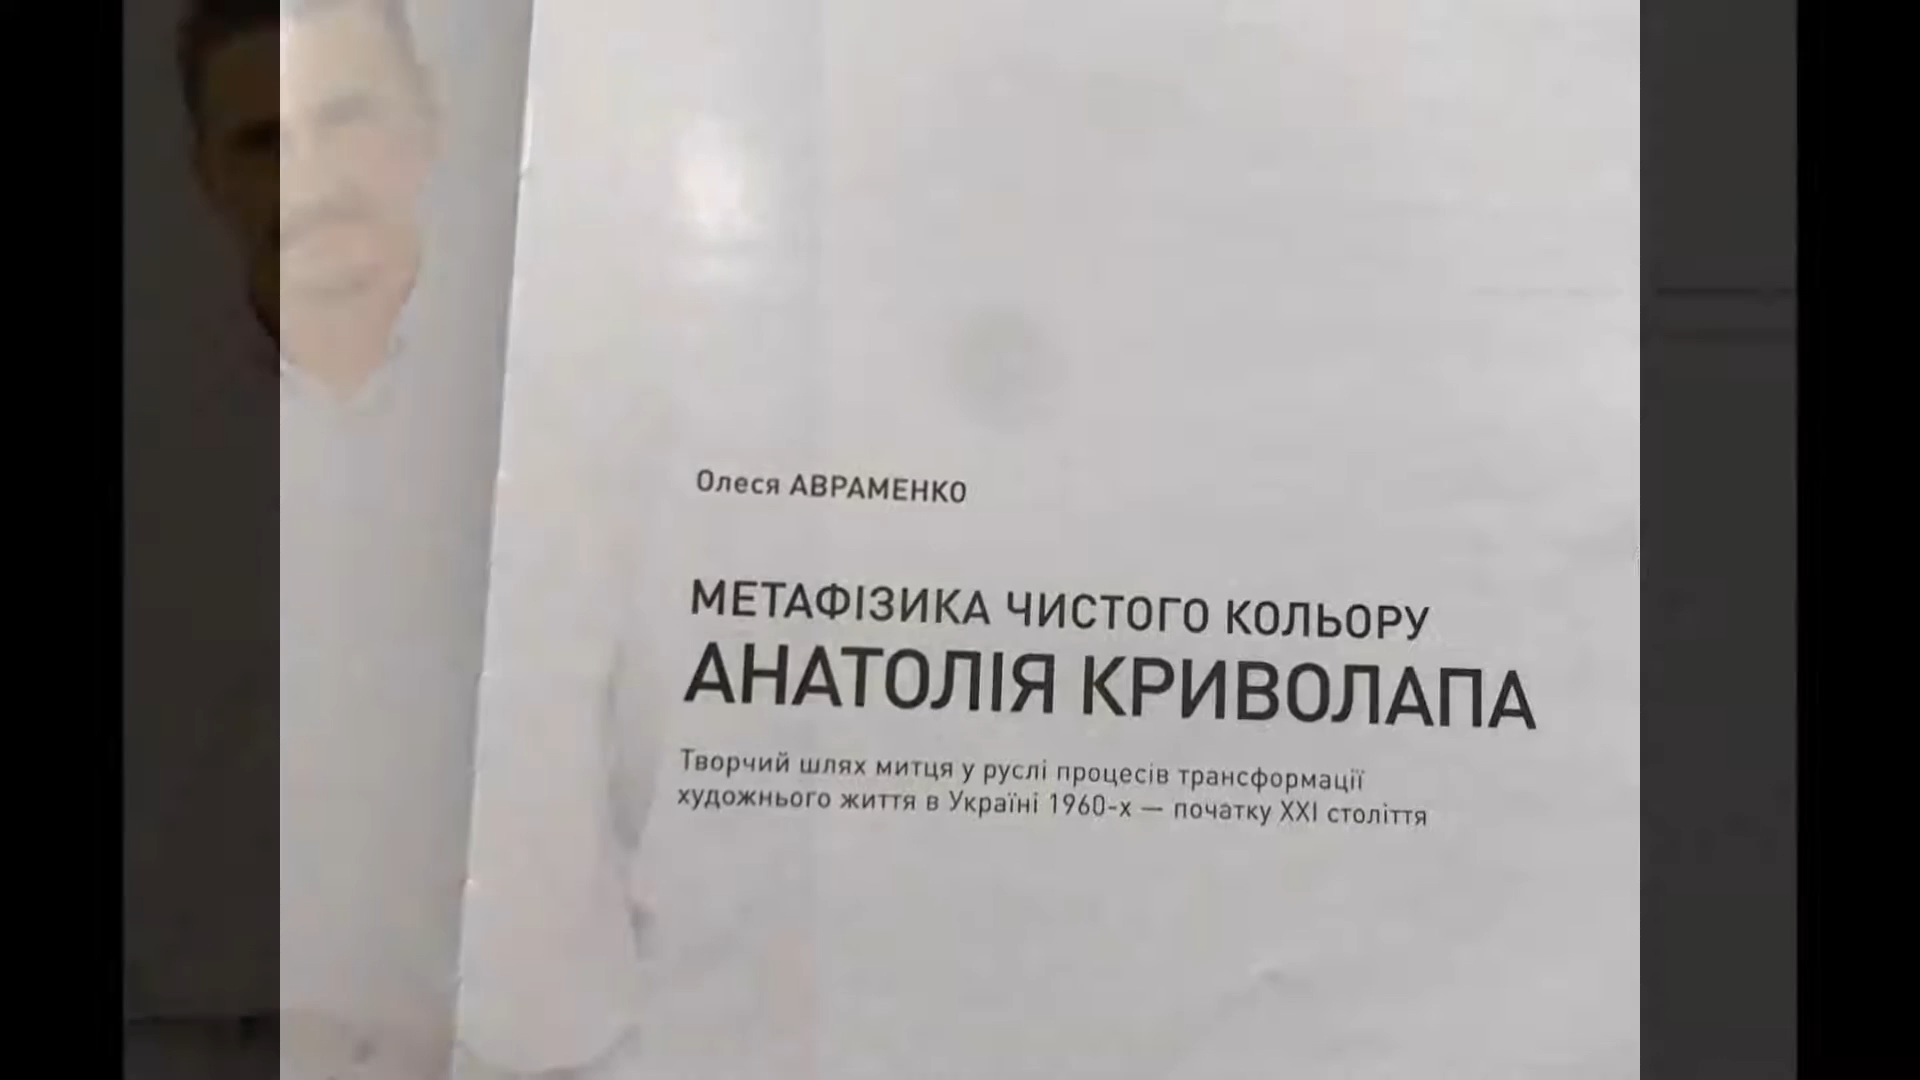 Олеся АВРАМЕНКО
МЕТАФІЗИКА ЧИСТОГО КОЛЬОРУ
АНАТОЛІЯ КРИВОЛАПА
Творчий шлях митця у руслі процесів трансформації
художнього життя в Україні 1960-х — початку ХХІ століття